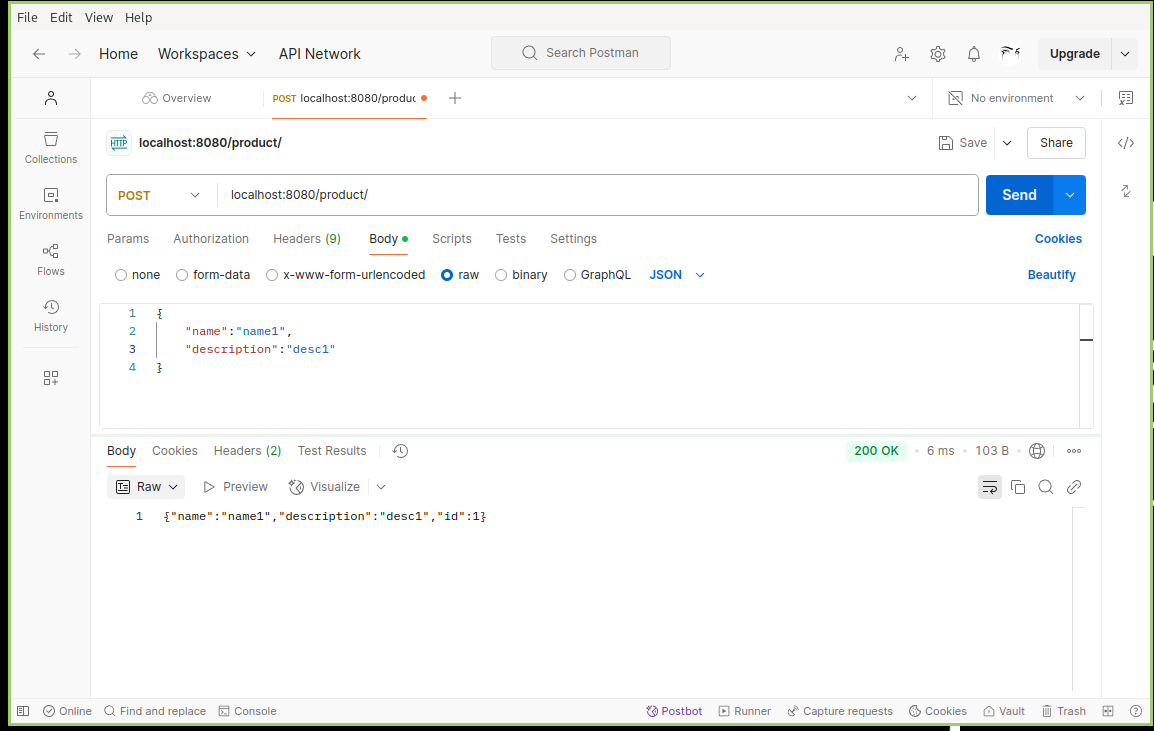 File Edit View Help
Home Workspaces API Network Search Postman Upgrade
Overview POST localhost:8080/produc No environment
HTTP localhost:8080/product/ Save Share
POST localhost:8080/product/ Send
Params Authorization Headers (9) Body Scripts Tests Settings Cookies
none form-data x-www-form-urlencoded raw binary GraphQL JSON Beautify
Collections
Environments
Flows
History
1 {
2 "name":"name1",
3 "description":"desc1"
4 }
Body Cookies Headers (2) Test Results 200 OK 6 ms 103 B
Raw Preview Visualize
1 {"name":"name1","description":"desc1","id":1}
Online Find and replace Console Postbot Runner Capture requests Cookies Vault Trash